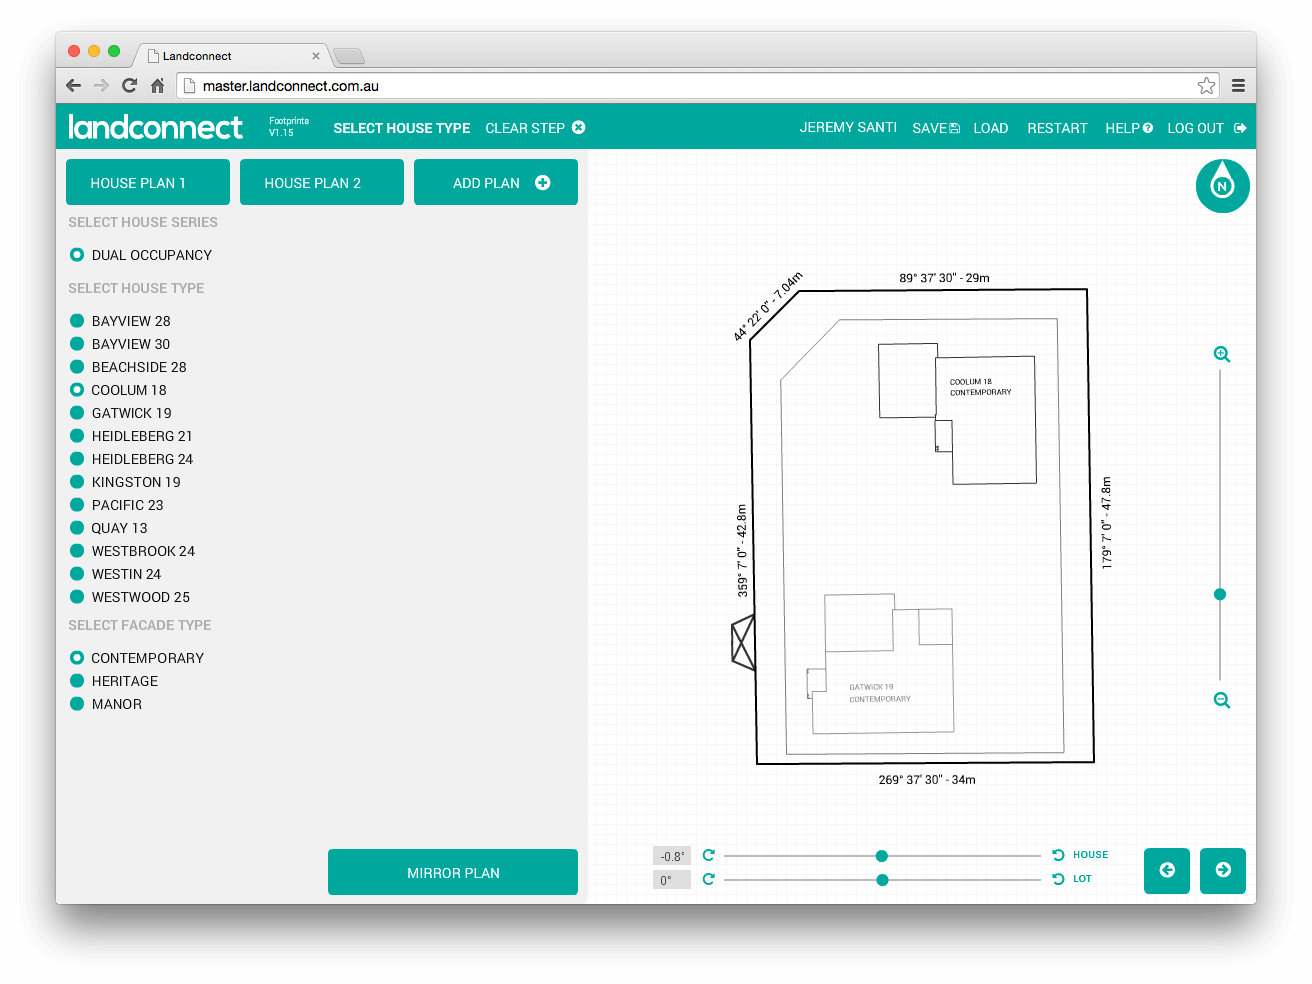 Landconnect
master.landconnect.com.au
landconnect
Footprints
V1.15
SELECT HOUSE TYPE
CLEAR STEP
JEREMY SANTI
SAVE
LOAD
RESTART
HELP
LOG OUT
HOUSE PLAN 1
HOUSE PLAN 2
ADD PLAN
N
SELECT HOUSE SERIES
DUAL OCCUPANCY
SELECT HOUSE TYPE
BAYVIEW 28
BAYVIEW 30
BEACHSIDE 28
COOLUM 18
GATWICK 19
HEIDLEBERG 21
HEIDLEBERG 24
KINGSTON 19
PACIFIC 23
QUAY 13
WESTBROOK 24
WESTIN 24
WESTWOOD 25
SELECT FACADE TYPE
CONTEMPORARY
HERITAGE
MANOR
MIRROR PLAN
44° 22' 0" - 7.04m
89° 37' 30" - 29m
COOLUM 18
CONTEMPORARY
359° 7' 0" - 42.8m
179° 7' 0" - 47.8m
GATWICK 19
CONTEMPORARY
269° 37' 30" - 34m
-0.8°
HOUSE
0°
LOT